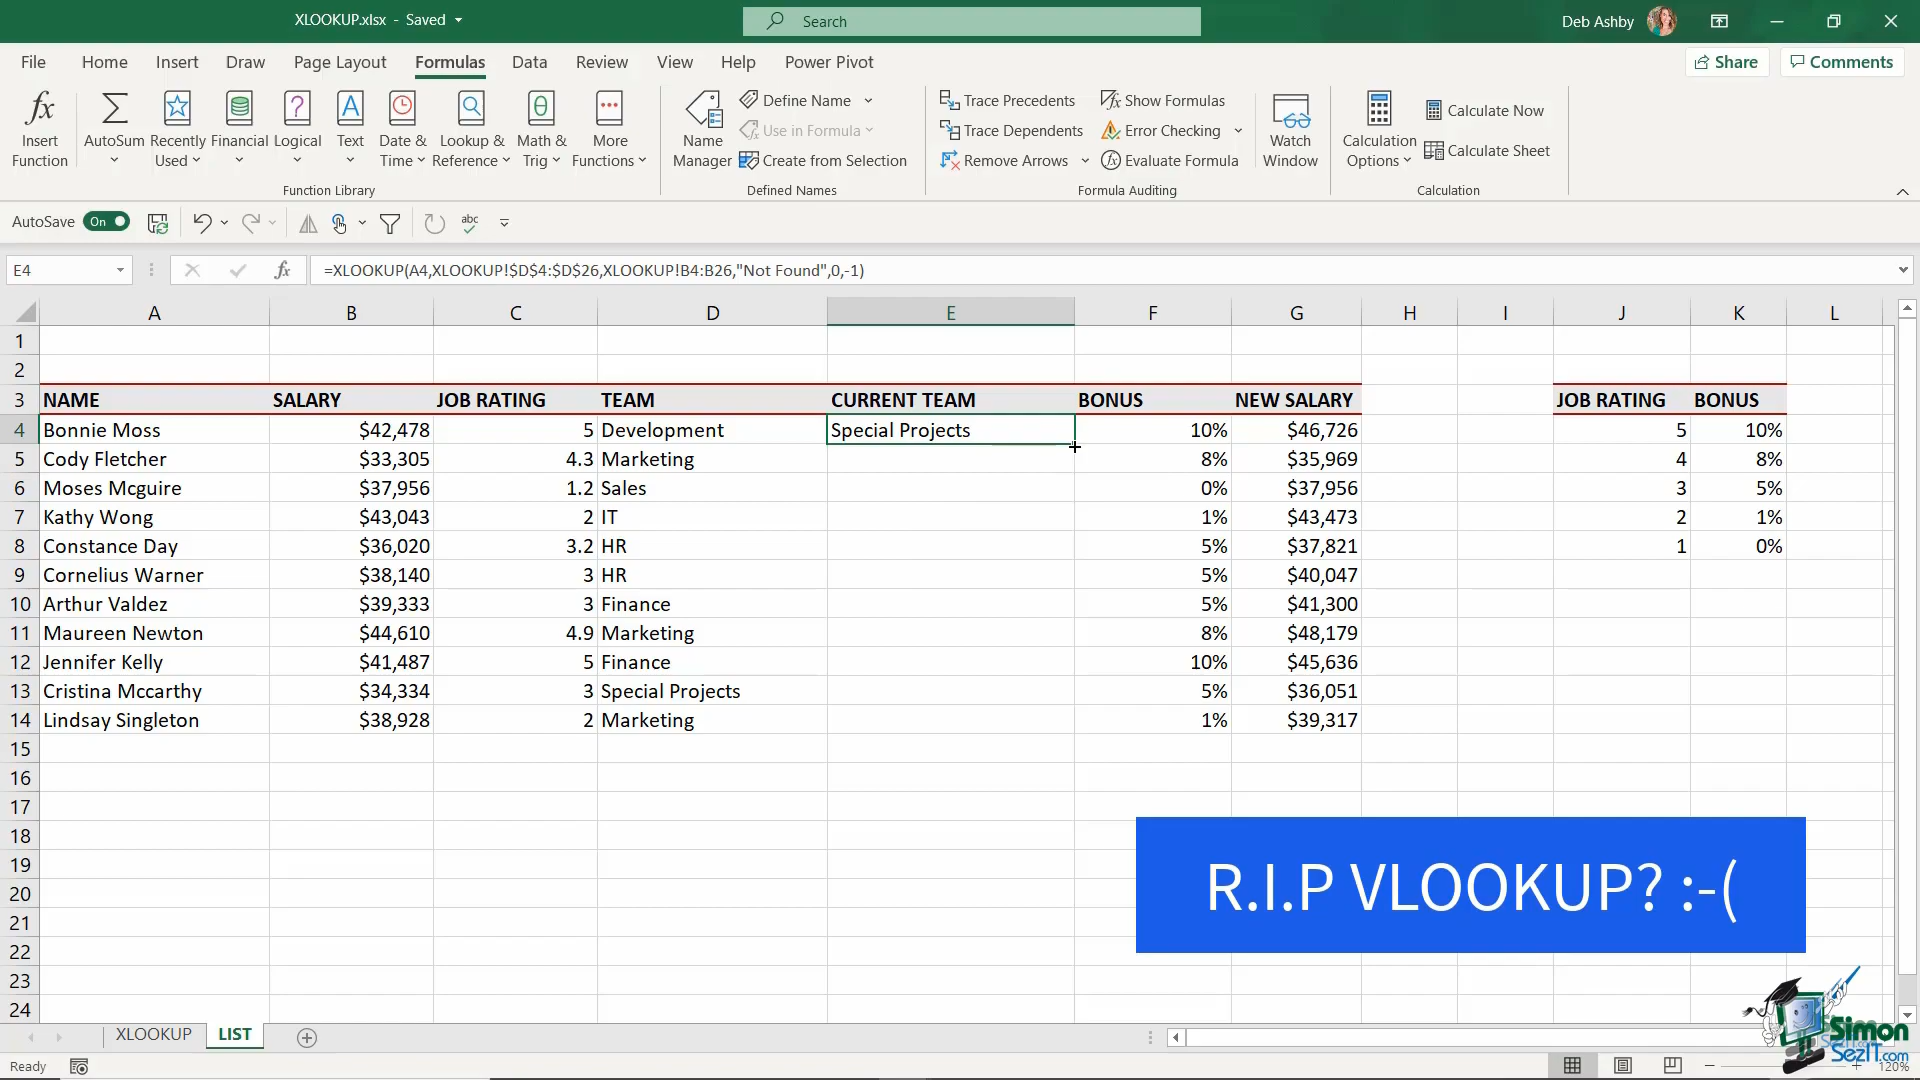 XLOOKUP.xlsx - Saved
Search
Deb Ashby
File Home Insert Draw Page Layout Formulas Data Review View Help Power Pivot Share Comments
Insert Function
AutoSum
Recently Used
Financial
Logical
Text
Date & Time
Lookup & Reference
Math & Trig
More Functions
Function Library
Name Manager
Define Name
Use in Formula
Create from Selection
Defined Names
Trace Precedents
Trace Dependents
Remove Arrows
Show Formulas
Error Checking
Evaluate Formula
Formula Auditing
Watch Window
Calculation Options
Calculate Now
Calculate Sheet
Calculation
AutoSave On abc
E4 fx =XLOOKUP(A4,XLOOKUP!$D$4:$D$26,XLOOKUP!B4:B26,"Not Found",0,-1)
A B C D E F G H I J K L
1
2
3 NAME SALARY JOB RATING TEAM CURRENT TEAM BONUS NEW SALARY JOB RATING BONUS
4 Bonnie Moss $42,478 5 Development Special Projects 10% $46,726 5 10%
5 Cody Fletcher $33,305 4.3 Marketing 8% $35,969 4 8%
6 Moses Mcguire $37,956 1.2 Sales 0% $37,956 3 5%
7 Kathy Wong $43,043 2 IT 1% $43,473 2 1%
8 Constance Day $36,020 3.2 HR 5% $37,821 1 0%
9 Cornelius Warner $38,140 3 HR 5% $40,047
10 Arthur Valdez $39,333 3 Finance 5% $41,300
11 Maureen Newton $44,610 4.9 Marketing 8% $48,179
12 Jennifer Kelly $41,487 5 Finance 10% $45,636
13 Cristina Mccarthy $34,334 3 Special Projects 5% $36,051
14 Lindsay Singleton $38,928 2 Marketing 1% $39,317
15
16
17
18
19
20
21
22
23
24
R.I.P VLOOKUP? :-(
Simon
SezIT.com
XLOOKUP LIST
Ready 120%